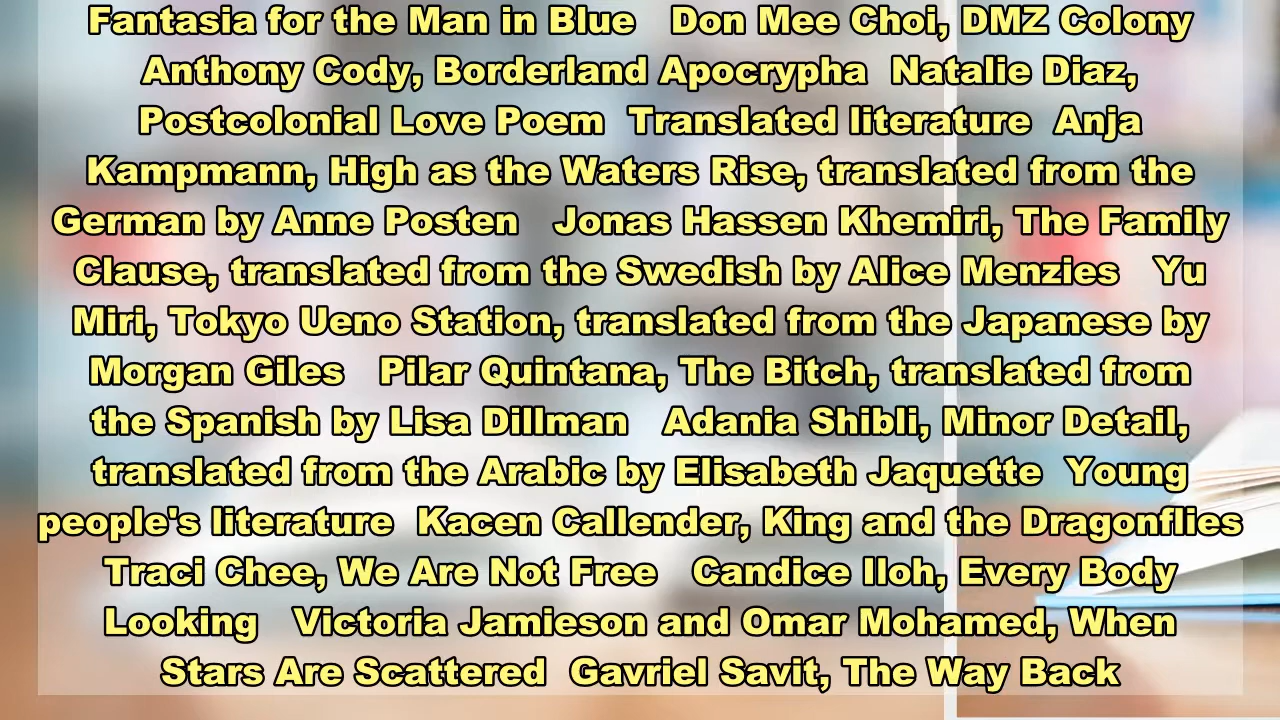 Fantasia for the Man in Blue   Don Mee Choi, DMZ Colony
Anthony Cody, Borderland Apocrypha  Natalie Diaz,
Postcolonial Love Poem  Translated literature  Anja
Kampmann, High as the Waters Rise, translated from the
German by Anne Posten   Jonas Hassen Khemiri, The Family
Clause, translated from the Swedish by Alice Menzies   Yu
Miri, Tokyo Ueno Station, translated from the Japanese by
Morgan Giles   Pilar Quintana, The Bitch, translated from
the Spanish by Lisa Dillman   Adania Shibli, Minor Detail,
translated from the Arabic by Elisabeth Jaquette  Young
people's literature  Kacen Callender, King and the Dragonflies
Traci Chee, We Are Not Free   Candice Iloh, Every Body
Looking   Victoria Jamieson and Omar Mohamed, When
Stars Are Scattered  Gavriel Savit, The Way Back